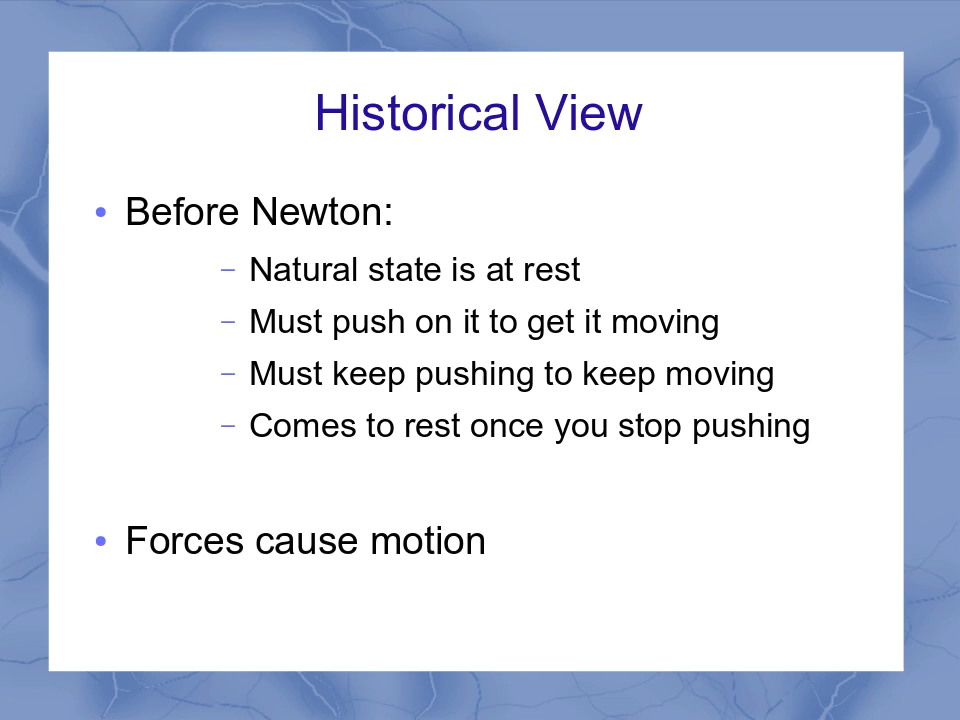 Historical View
• Before Newton:
– Natural state is at rest
– Must push on it to get it moving
– Must keep pushing to keep moving
– Comes to rest once you stop pushing
• Forces cause motion